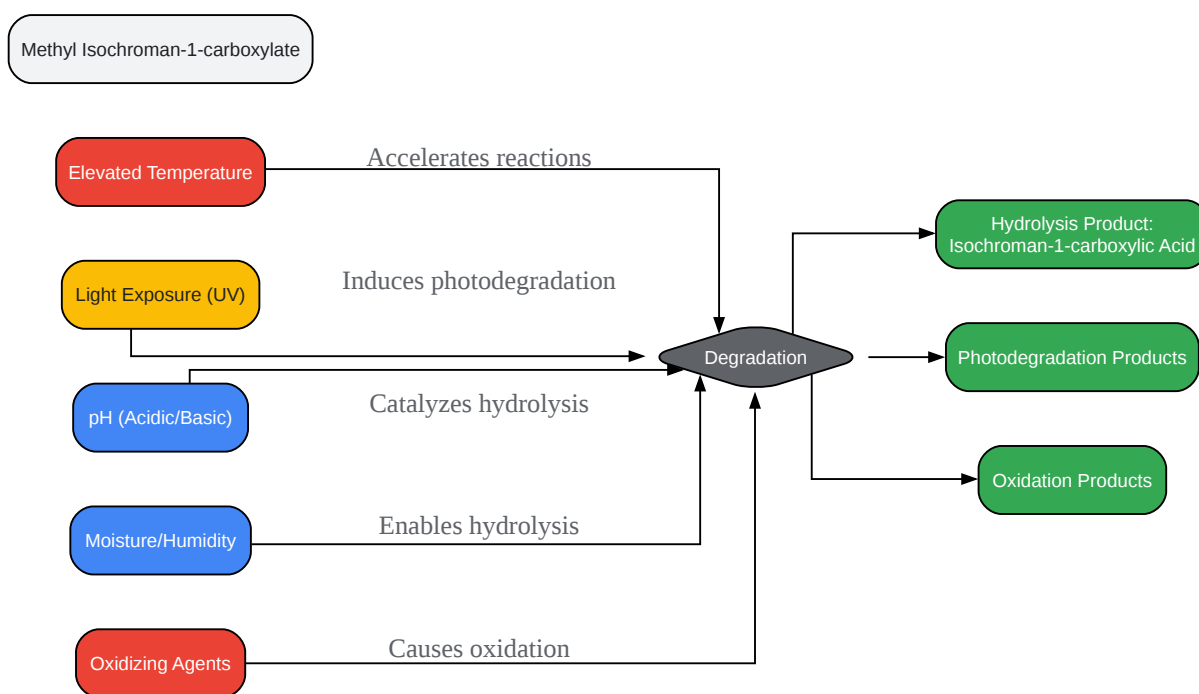 Methyl Isochroman-1-carboxylate
Elevated Temperature
Accelerates reactions
Hydrolysis Product:
Isochroman-1-carboxylic Acid
Light Exposure (UV)
Induces photodegradation
Degradation
Photodegradation Products
pH (Acidic/Basic)
Catalyzes hydrolysis
Oxidation Products
Moisture/Humidity
Enables hydrolysis
Oxidizing Agents
Causes oxidation